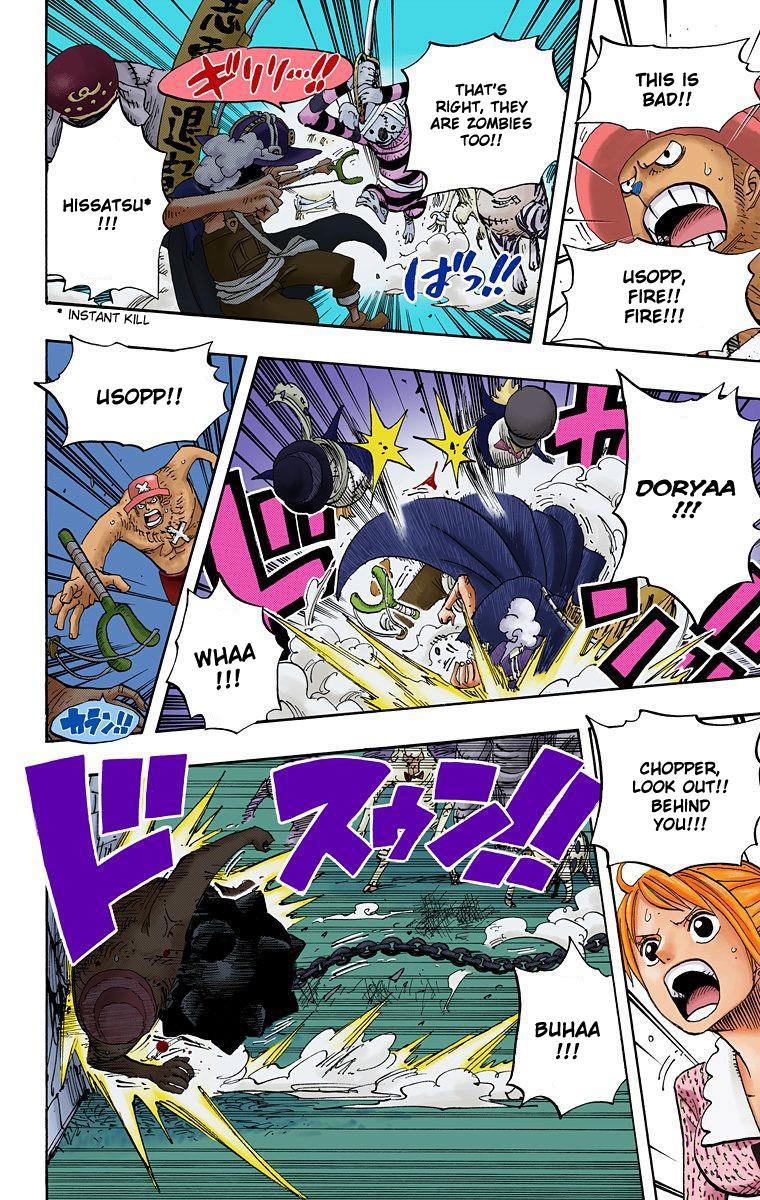 THIS IS
BAD!!
USOPP,
FIRE!!
FIRE!!!
THAT'S
RIGHT, THEY
ARE ZOMBIES
TOO!!
ギリリ…!!
HISSATSU*
!!!
ばっ!!
* INSTANT KILL
DORYAA
!!!
WHAA
!!!
USOPP!!
カラン!!
CHOPPER,
LOOK OUT!!
BEHIND
YOU!!!
ドスゥン!!
BUHAA
!!!